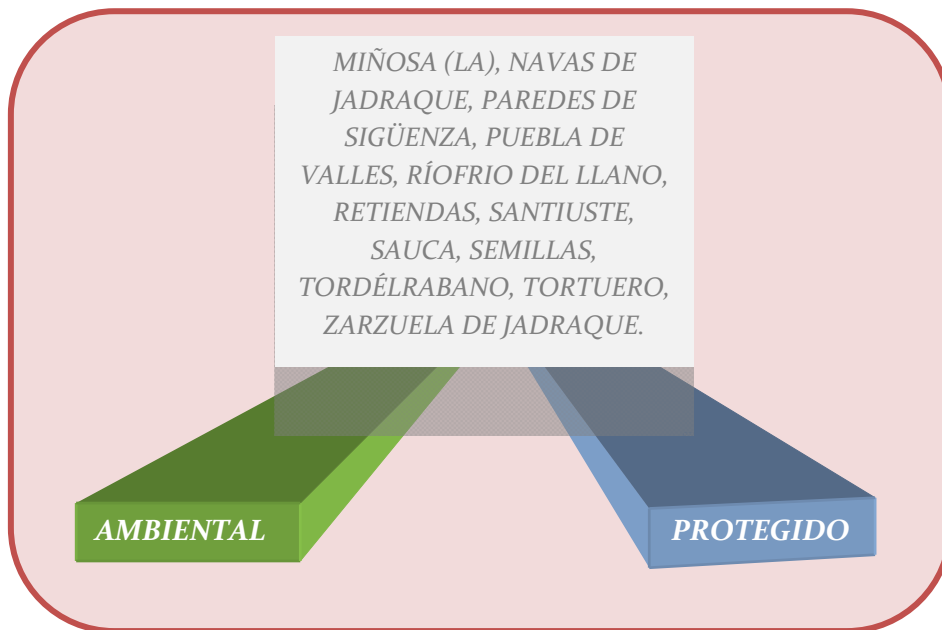 MIÑOSA (LA), NAVAS DE
JADRAQUE, PAREDES DE
SIGÜENZA, PUEBLA DE
VALLES, RÍOFRIO DEL LLANO,
RETIENDAS, SANTIUSTE,
SAUCA, SEMILLAS,
TORDÉLRABANO, TORTUERO,
ZARZUELA DE JADRAQUE.
AMBIENTAL
PROTEGIDO